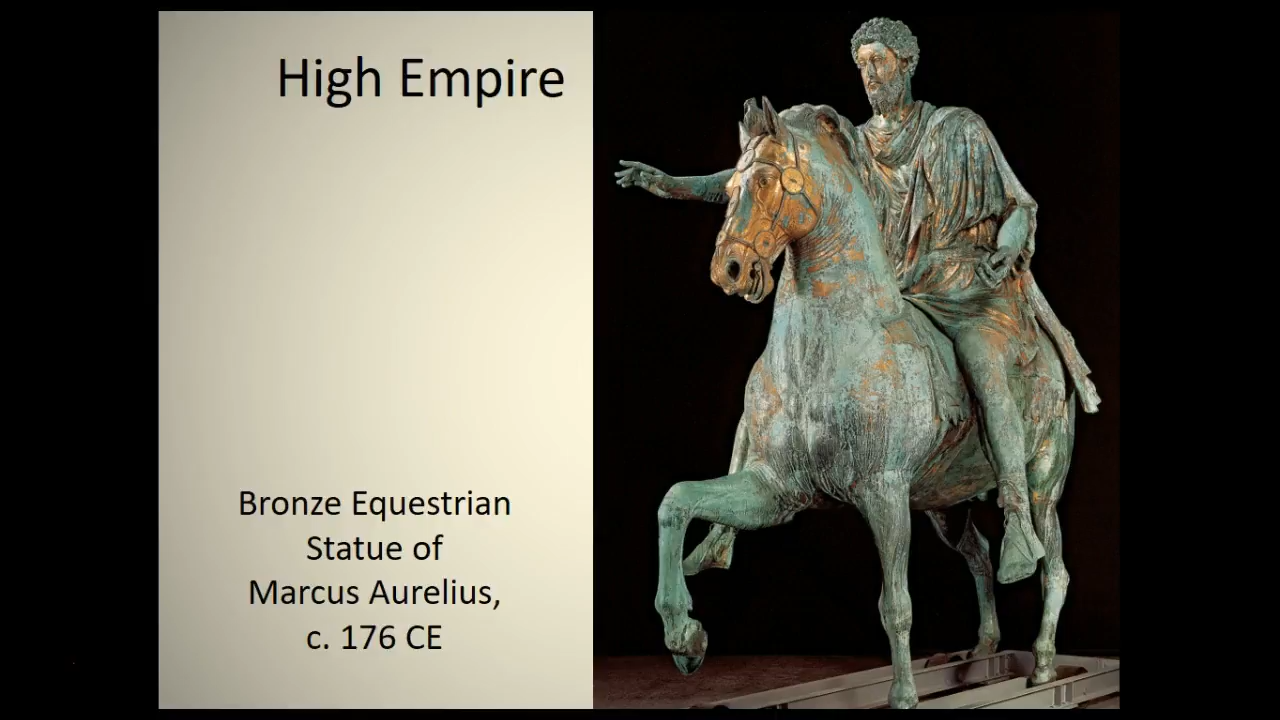 High Empire
Bronze Equestrian
Statue of
Marcus Aurelius,
c. 176 CE